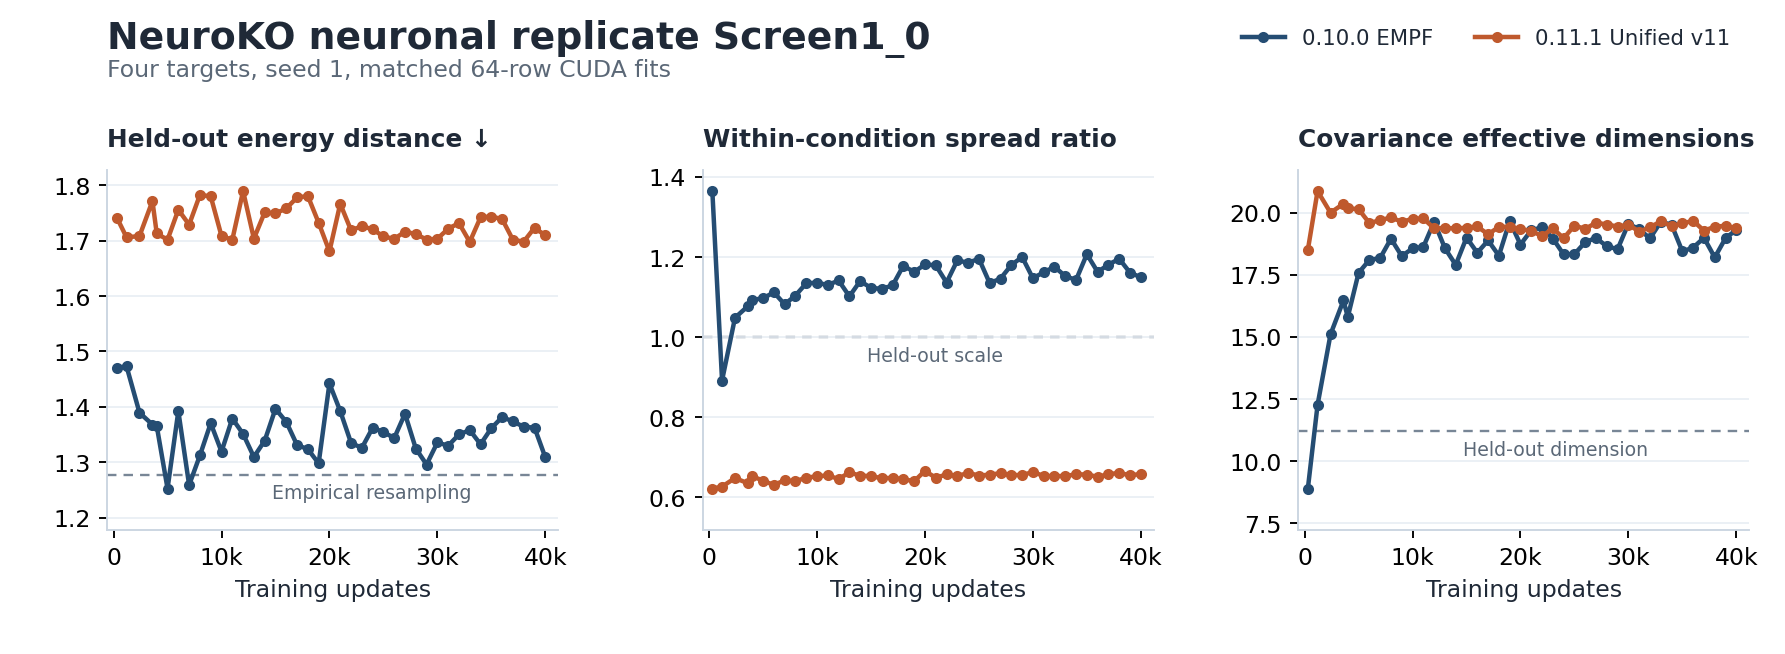 NeuroKO neuronal replicate Screen1_0
Four targets, seed 1, matched 64-row CUDA fits
0.10.0 EMPF
0.11.1 Unified v11
Held-out energy distance ↓
1.8
1.7
1.6
1.5
1.4
1.3
1.2
Empirical resampling
0
10k
20k
30k
40k
Training updates
Within-condition spread ratio
1.4
1.2
1.0
0.8
0.6
Held-out scale
0
10k
20k
30k
40k
Training updates
Covariance effective dimensions
20.0
17.5
15.0
12.5
10.0
7.5
Held-out dimension
0
10k
20k
30k
40k
Training updates